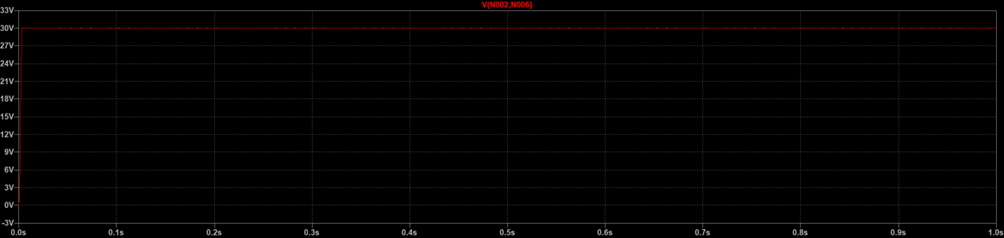 V(N002,N006)
33V
30V
27V
24V
21V
18V
15V
12V
9V
6V
3V
0V
-3V
0.0s 0.1s 0.2s 0.3s 0.4s 0.5s 0.6s 0.7s 0.8s 0.9s 1.0s